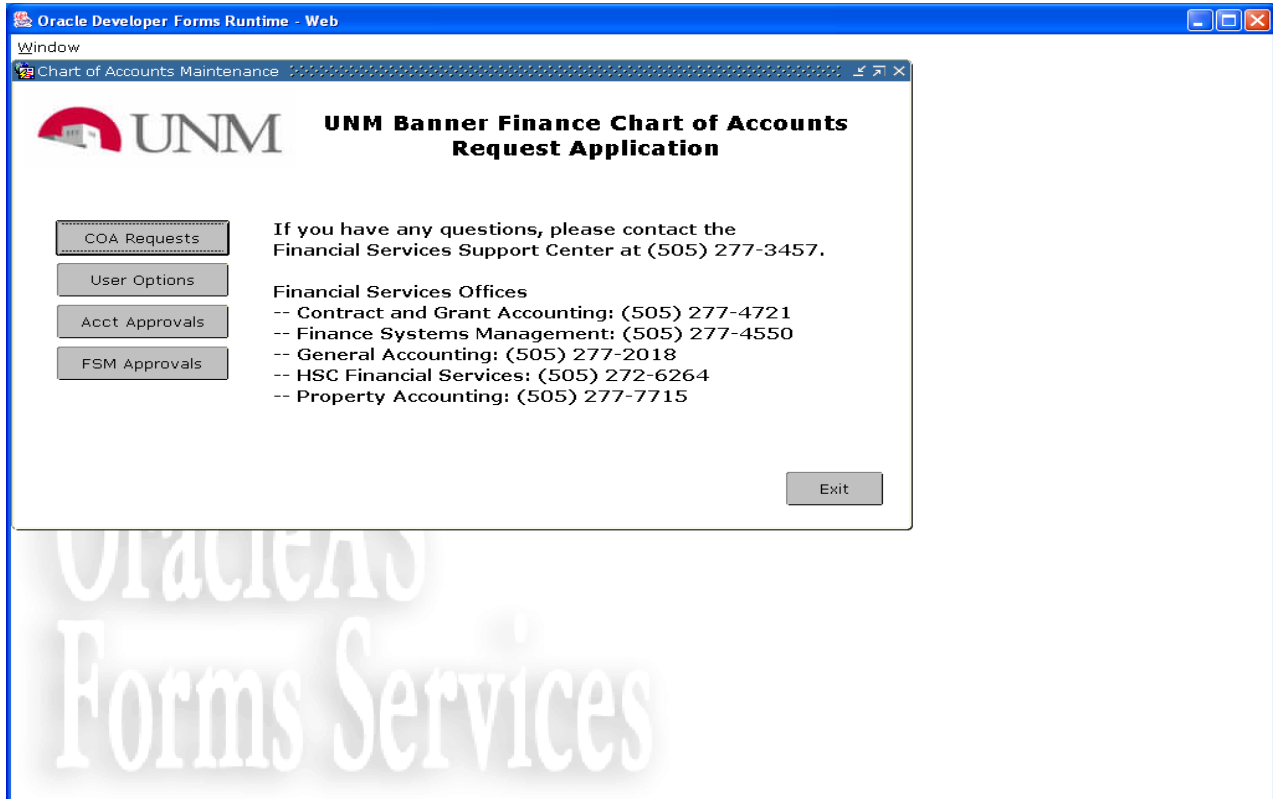 Oracle Developer Forms Runtime - Web
Window
Chart of Accounts Maintenance
UNM
UNM Banner Finance Chart of Accounts
Request Application
COA Requests
User Options
Acct Approvals
FSM Approvals
If you have any questions, please contact the
Financial Services Support Center at (505) 277-3457.
Financial Services Offices
-- Contract and Grant Accounting: (505) 277-4721
-- Finance Systems Management: (505) 277-4550
-- General Accounting: (505) 277-2018
-- HSC Financial Services: (505) 272-6264
-- Property Accounting: (505) 277-7715
Exit
OracleAS
Forms Services